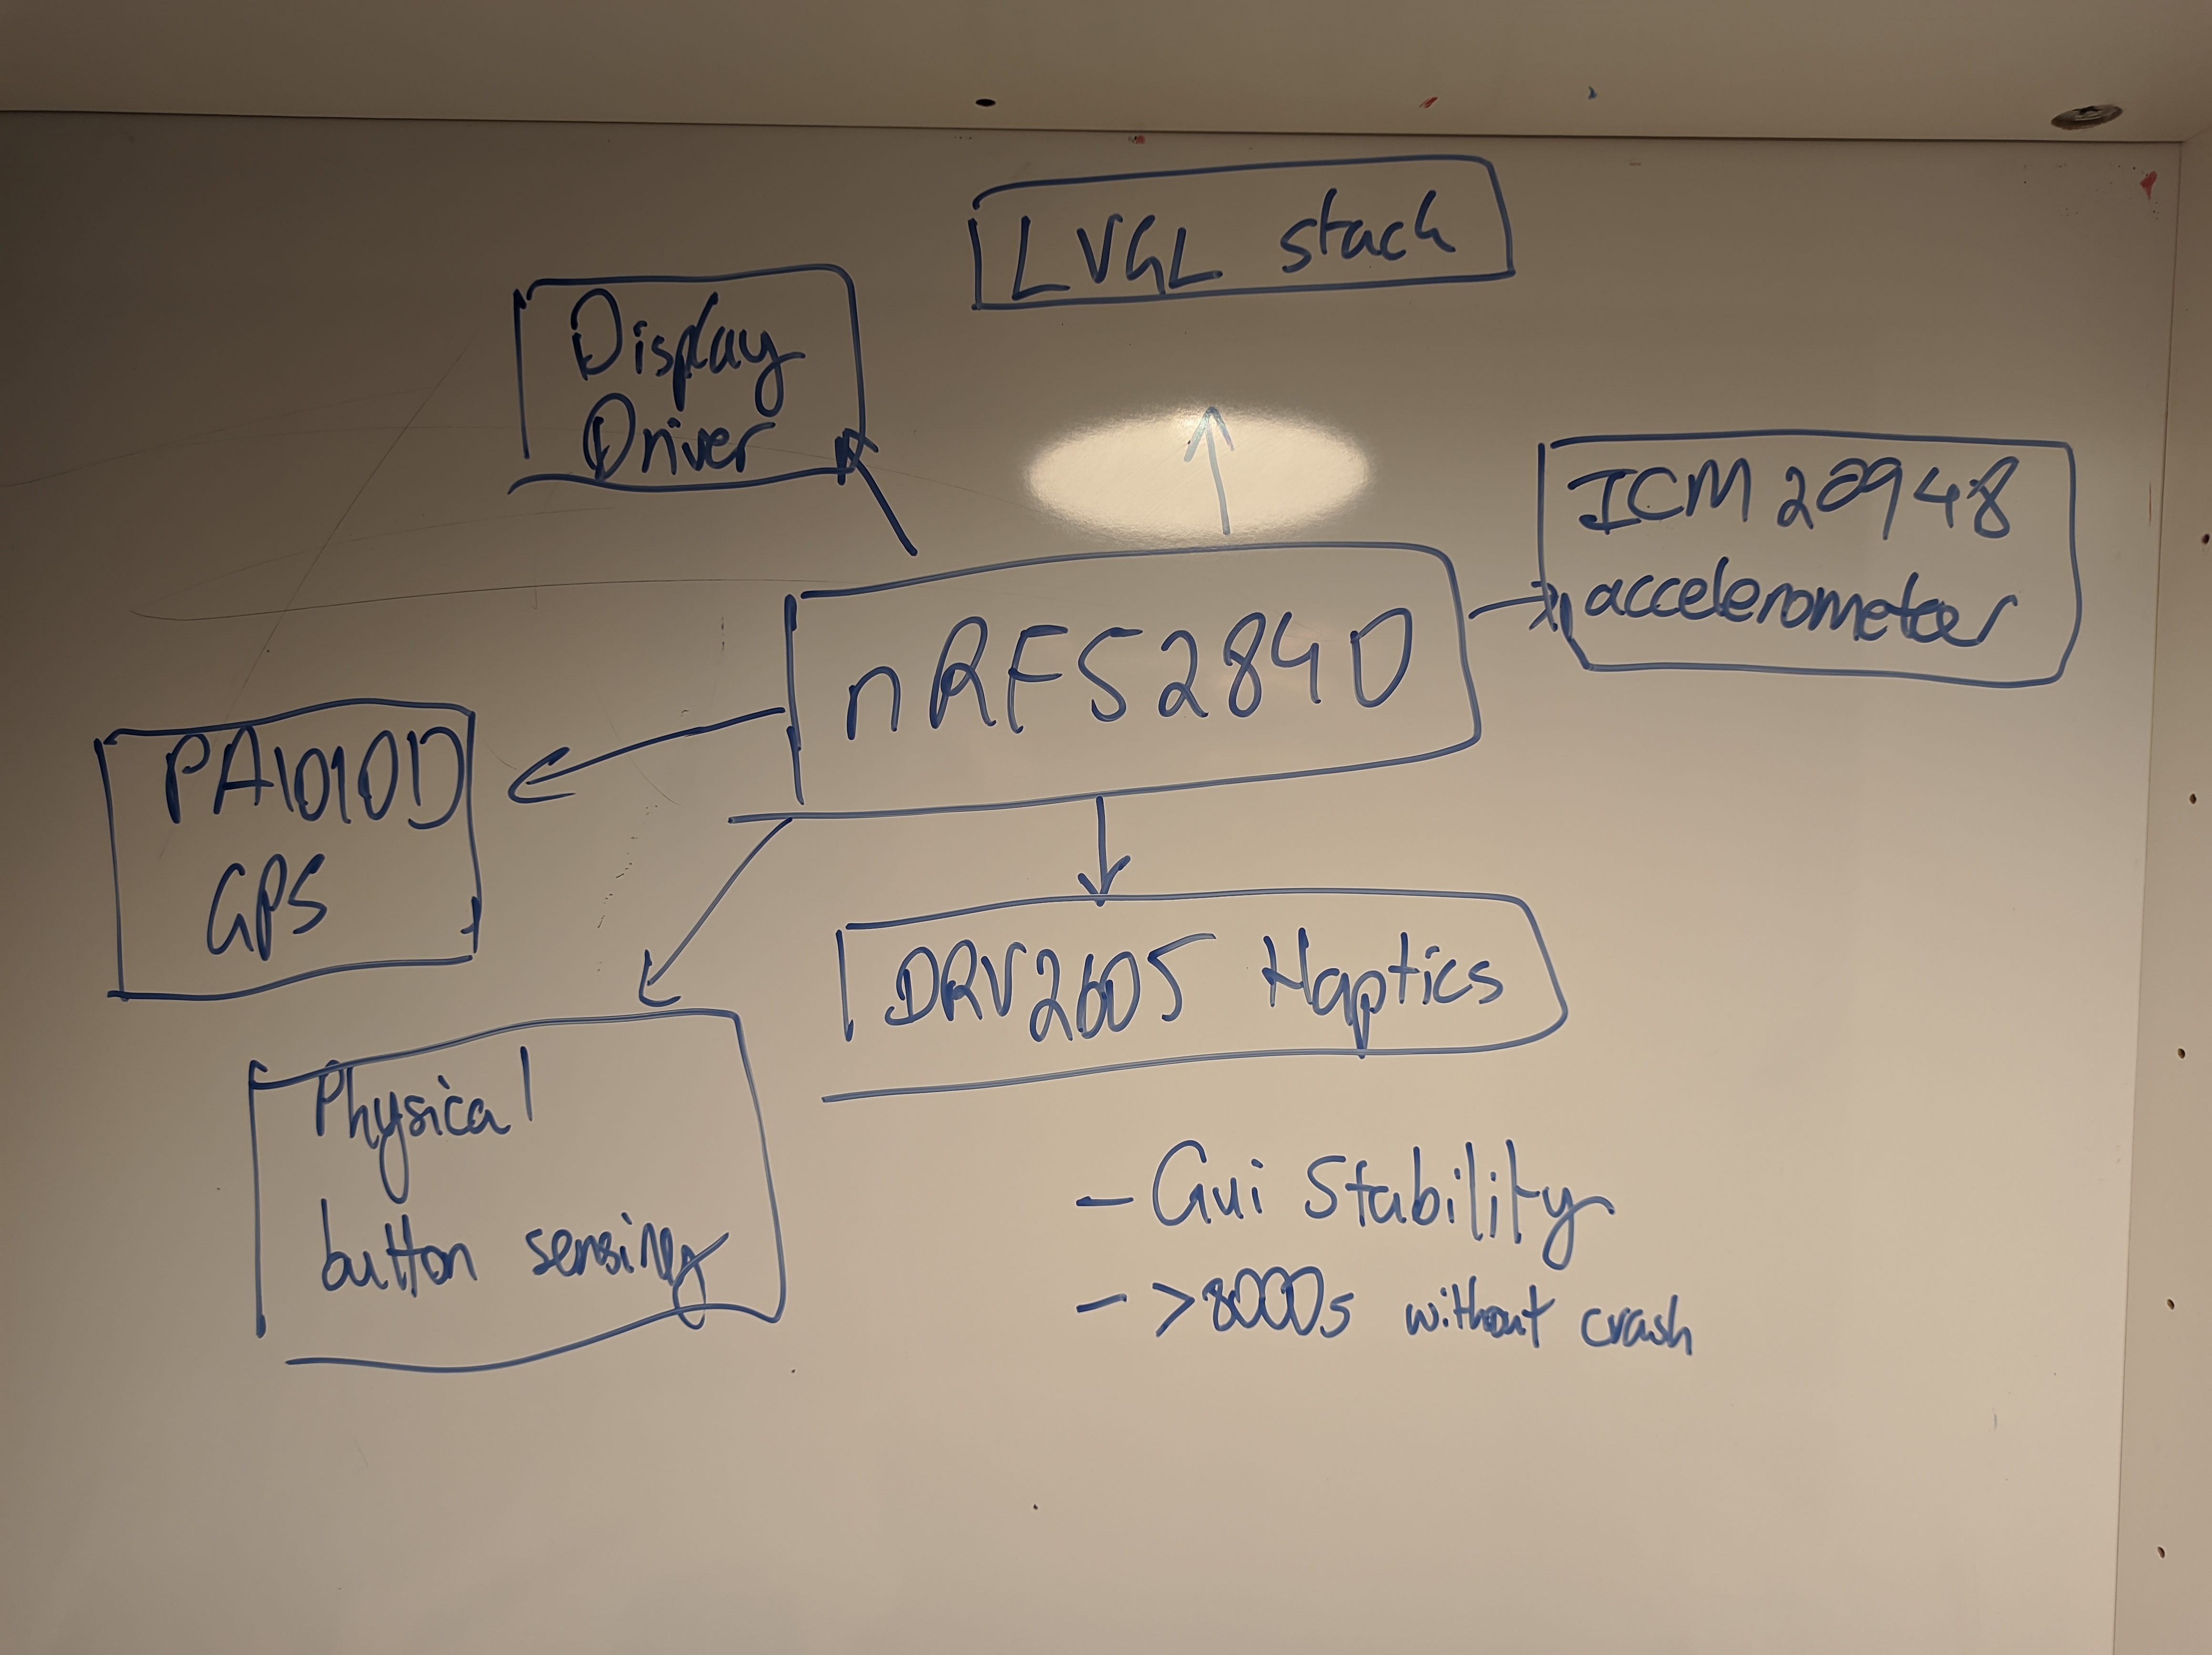 LVGL stack
Display
Driver
ICM 20948
accelerometer
nRF52840
PA1010D
GPS
DRV2605 Haptics
Physical
button sensing
- Gui Stability
- >8000s without crash